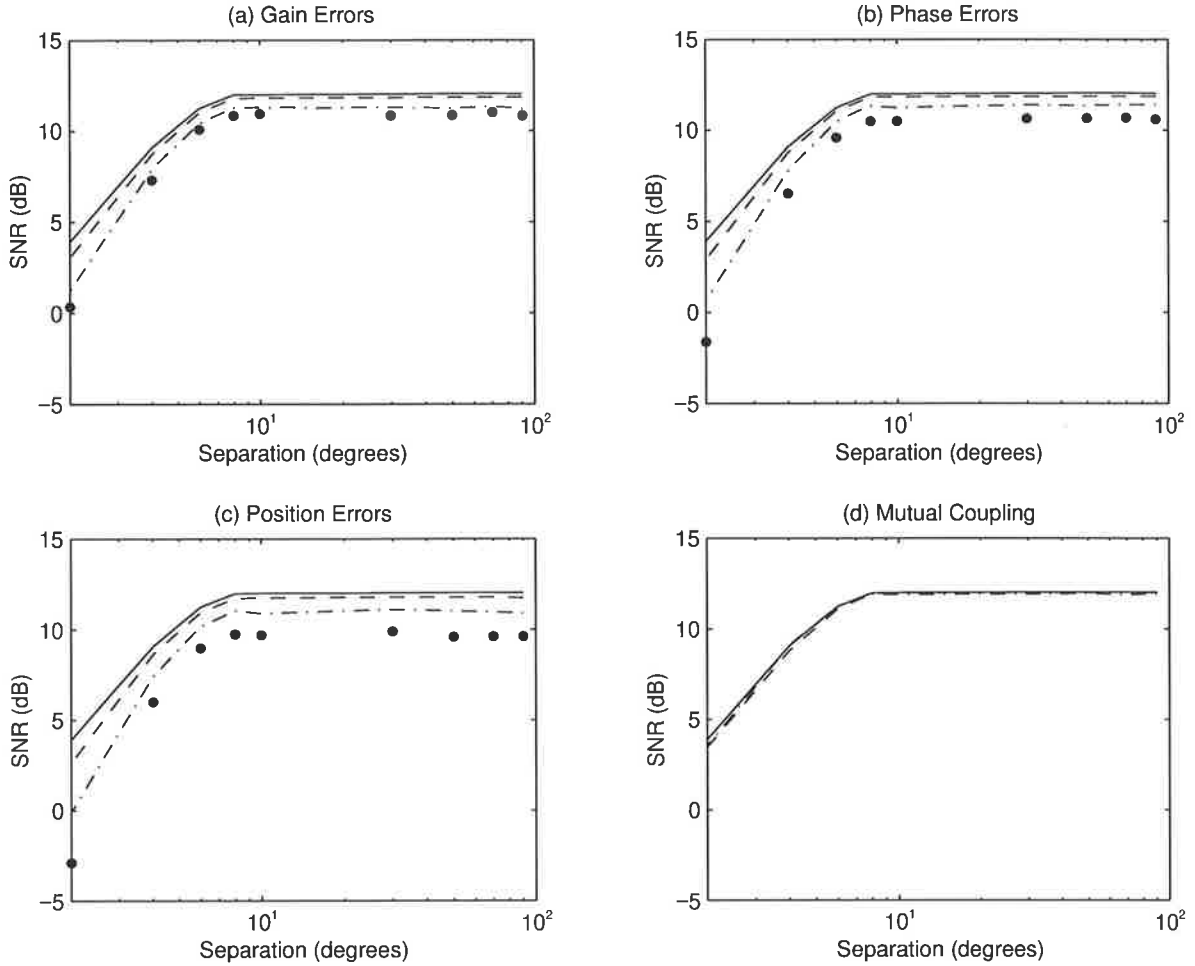 (a) Gain Errors
15
10
5
0
−5
SNR (dB)
10¹
10²
Separation (degrees)
(b) Phase Errors
15
10
5
0
−5
SNR (dB)
10¹
10²
Separation (degrees)
(c) Position Errors
15
10
5
0
−5
SNR (dB)
10¹
10²
Separation (degrees)
(d) Mutual Coupling
15
10
5
0
−5
SNR (dB)
10¹
10²
Separation (degrees)